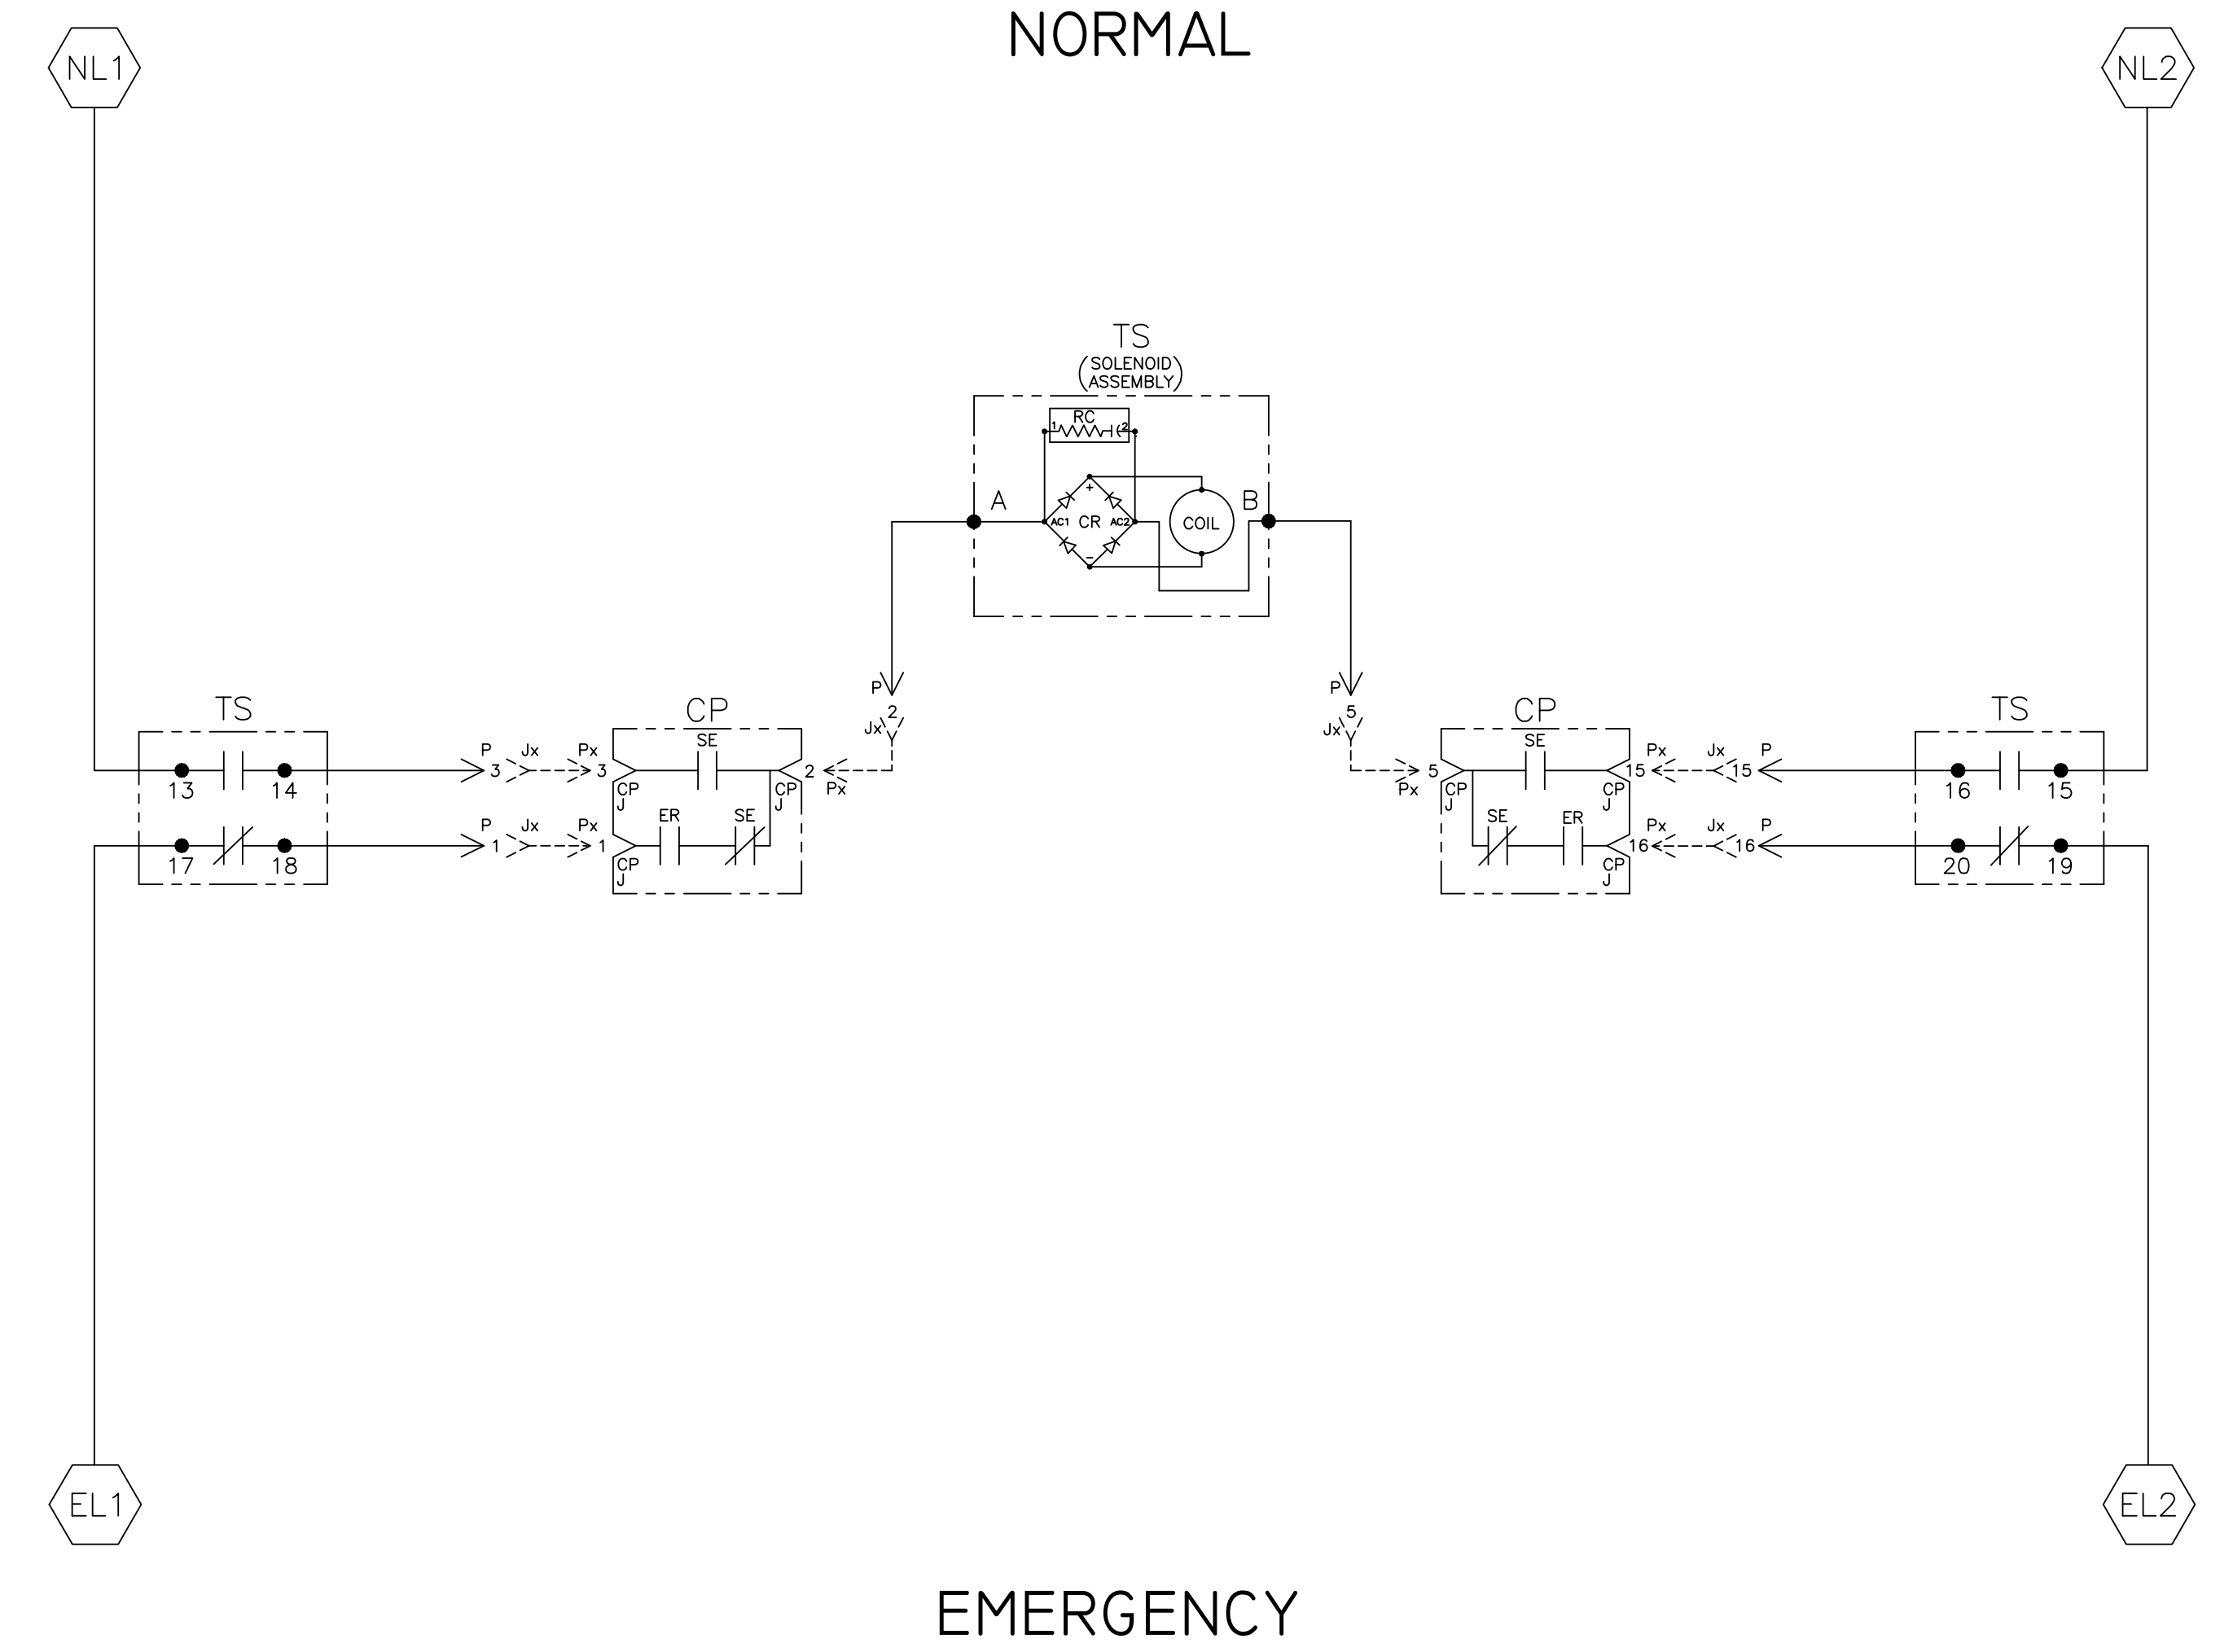 NORMAL
NL1
NL2
TS
(SOLENOID
ASSEMBLY)
RC
1
2
+
A
AC1
CR
AC2
COIL
B
−
P
2
Jx
P
5
Jx
TS
CP
CP
TS
SE
SE
P
3
Jx
Px
3
2
Px
5
Px
Px
15
Jx
15
P
13
14
CP
J
CP
J
CP
J
CP
J
16
15
ER
SE
SE
ER
P
1
Jx
Px
1
Px
16
Jx
16
P
17
18
CP
J
CP
J
20
19
EL1
EL2
EMERGENCY